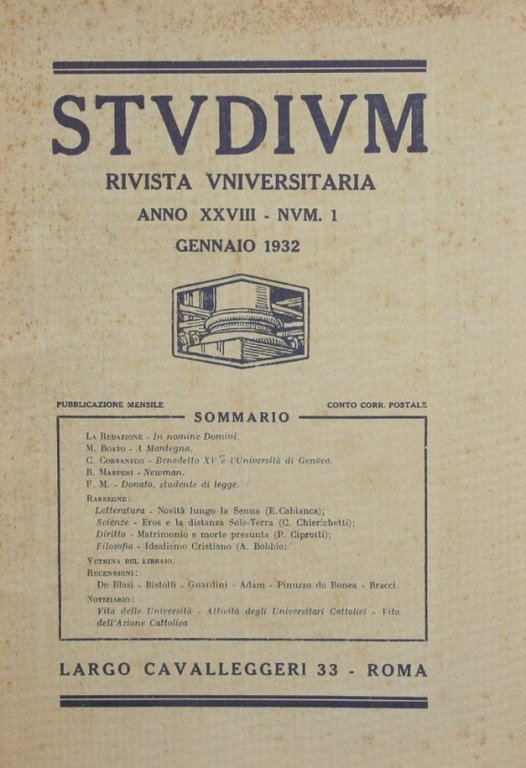 STVDIVM
RIVISTA VNIVERSITARIA
ANNO XXVIII - NVM. 1
GENNAIO 1932
PUBBLICAZIONE MENSILE CONTO CORR. POSTALE
SOMMARIO
LA REDAZIONE - In nomine Domini.
M. BOATO - A Mantegna.
C. CORSANEGO - Benedetto XV e l'Università di Genova.
B. MASPERI - Newman.
F. M. - Donato, studente di legge.
RASSEGNE:
Letteratura - Novità lungo la Senna (E. Cabianca);
Scienze - Eros e la distanza Sole-Terra (C. Chierichetti);
Diritto - Matrimonio e morte presunta (P. Ciprotti);
Filosofia - Idealismo Cristiano (A. Bobbio).
VETRINA DEL LIBRAIO.
RECENSIONI:
De Blasi - Bistolfi - Guardini - Adam - Pinuzzo da Bonea - Bracci.
NOTIZIARIO:
Vita delle Università - Attività degli Universitari Cattolici - Vita
dell'Azione Cattolica
LARGO CAVALLEGGERI 33 - ROMA